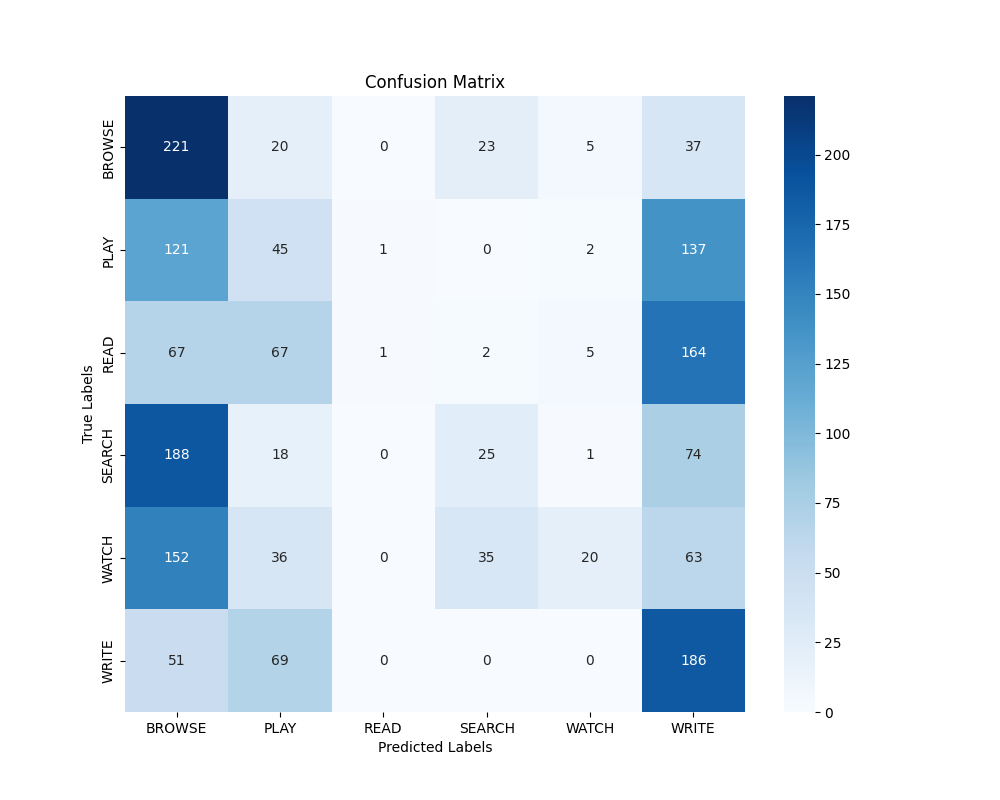 Confusion Matrix
BROWSE 221 20 0 23 5 37
PLAY 121 45 1 0 2 137
READ 67 67 1 2 5 164
SEARCH 188 18 0 25 1 74
WATCH 152 36 0 35 20 63
WRITE 51 69 0 0 0 186
BROWSE PLAY READ SEARCH WATCH WRITE
Predicted Labels
True Labels
200
175
150
125
100
75
50
25
0